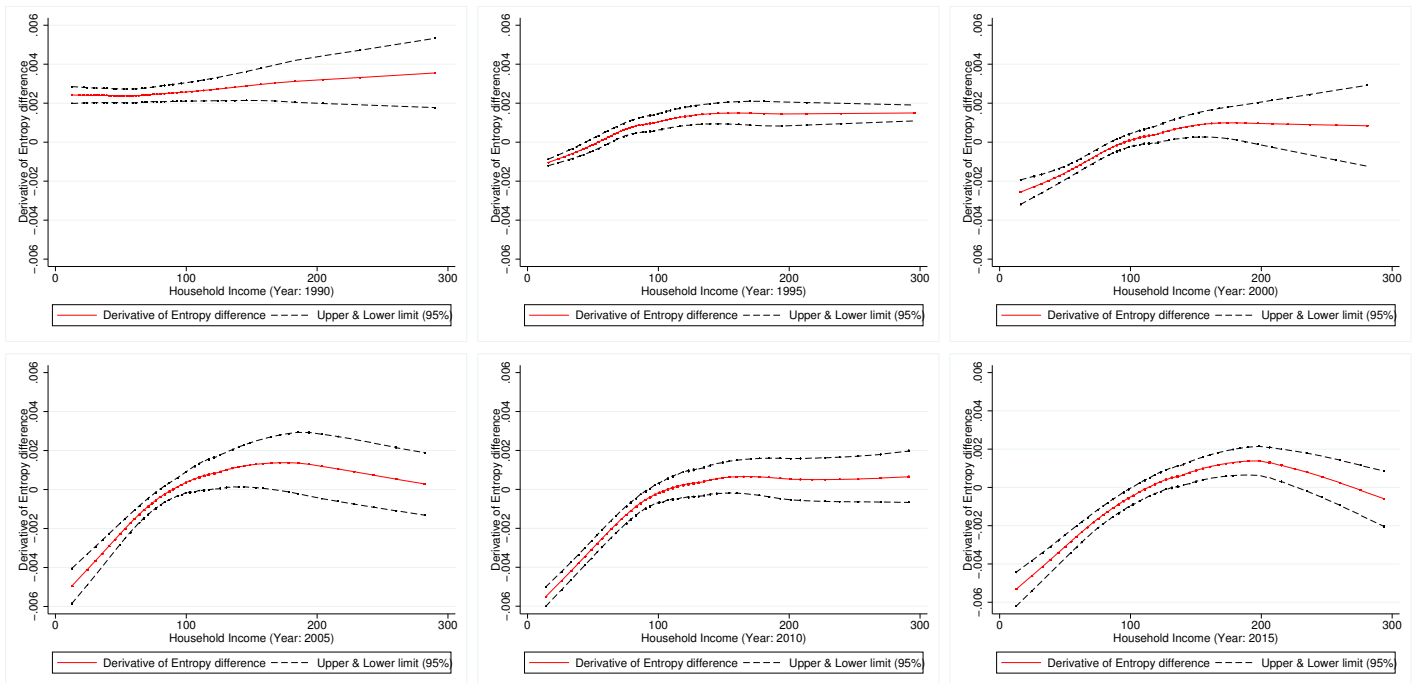 Derivative of Entropy difference
.006
.004
.002
0
-.002
-.004
-.006
0 100 200 300
Household Income (Year: 1990)
Derivative of Entropy difference Upper & Lower limit (95%)
Derivative of Entropy difference
.006
.004
.002
0
-.002
-.004
-.006
0 100 200 300
Household Income (Year: 1995)
Derivative of Entropy difference Upper & Lower limit (95%)
Derivative of Entropy difference
.006
.004
.002
0
-.002
-.004
-.006
0 100 200 300
Household Income (Year: 2000)
Derivative of Entropy difference Upper & Lower limit (95%)
Derivative of Entropy difference
.006
.004
.002
0
-.002
-.004
-.006
0 100 200 300
Household Income (Year: 2005)
Derivative of Entropy difference Upper & Lower limit (95%)
Derivative of Entropy difference
.006
.004
.002
0
-.002
-.004
-.006
0 100 200 300
Household Income (Year: 2010)
Derivative of Entropy difference Upper & Lower limit (95%)
Derivative of Entropy difference
.006
.004
.002
0
-.002
-.004
-.006
0 100 200 300
Household Income (Year: 2015)
Derivative of Entropy difference Upper & Lower limit (95%)